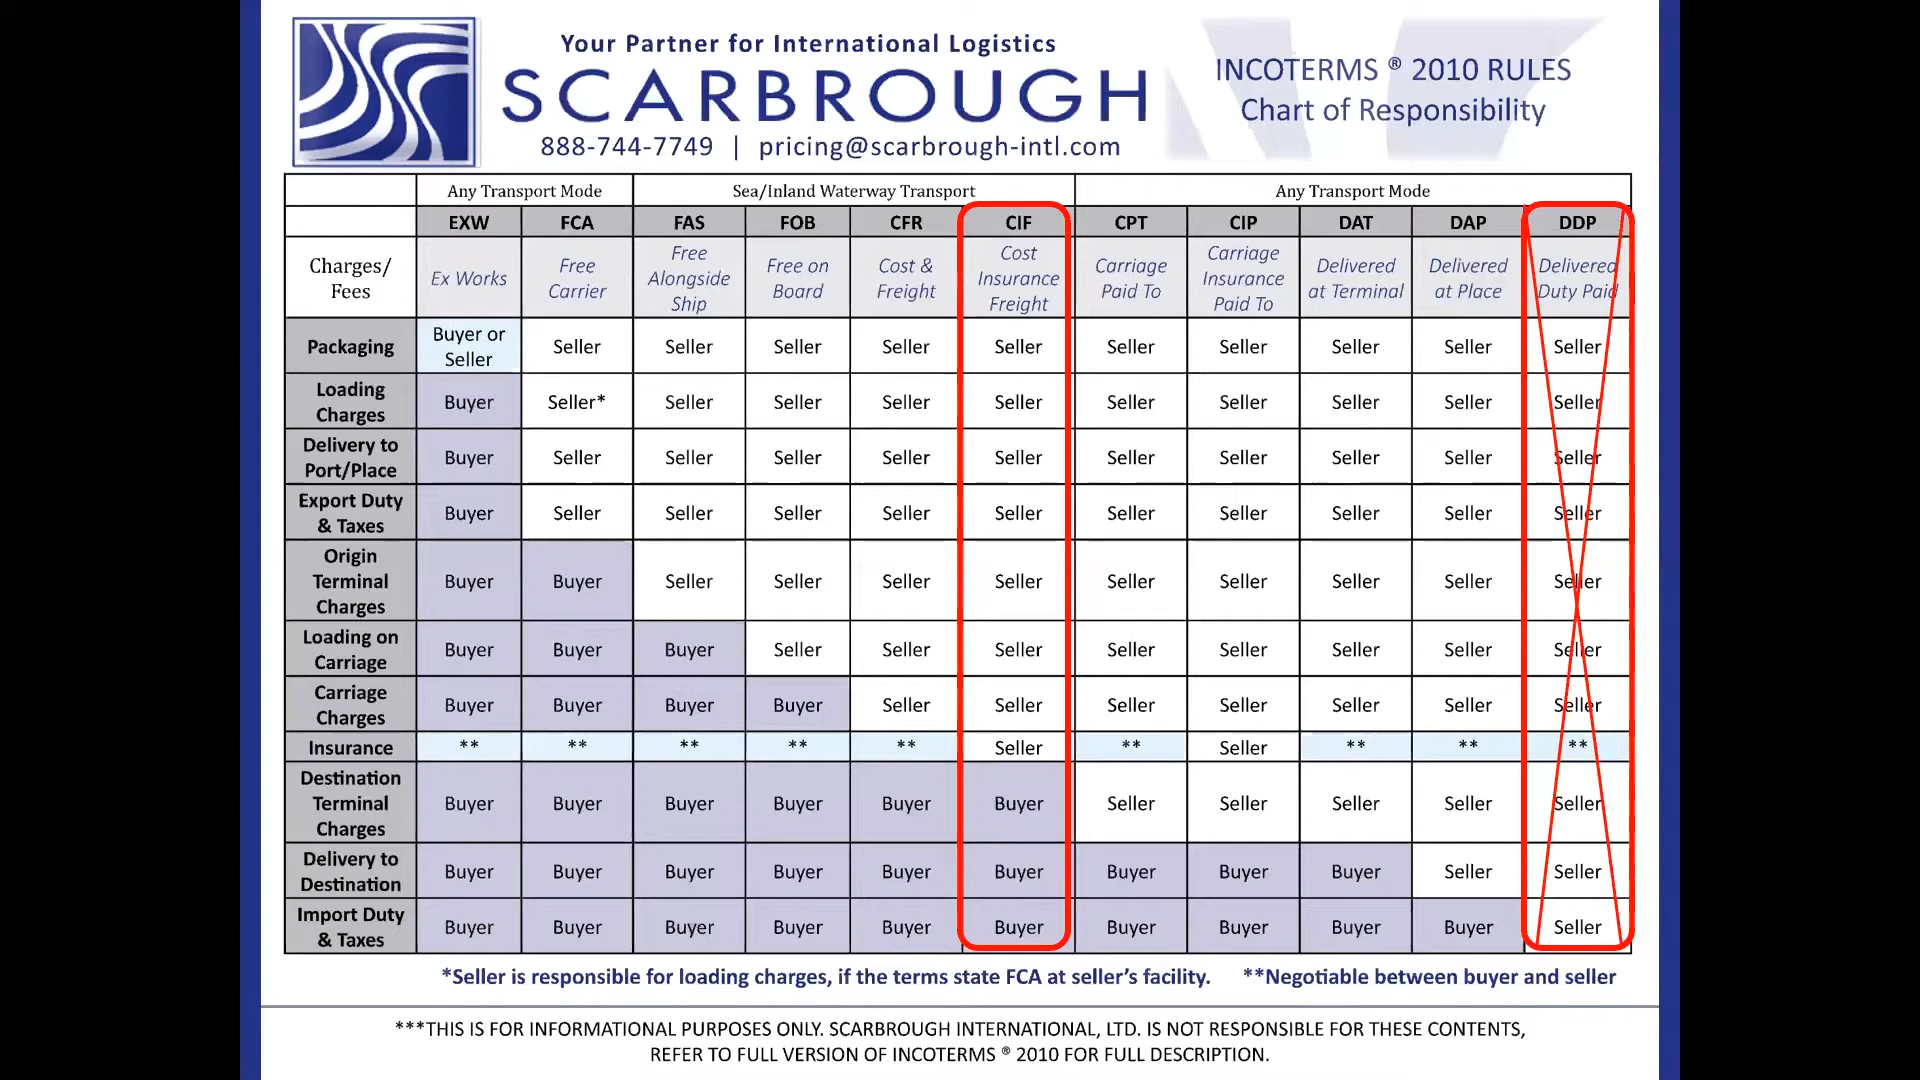 Your Partner for International Logistics
SCARBROUGH
888-744-7749 | pricing@scarbrough-intl.com
INCOTERMS ® 2010 RULES
Chart of Responsibility
Any Transport Mode Sea/Inland Waterway Transport Any Transport Mode
EXW FCA FAS FOB CFR CIF CPT CIP DAT DAP DDP
Charges/ Fees Ex Works Free Carrier Free Alongside Ship Free on Board Cost & Freight Cost Insurance Freight Carriage Paid To Carriage Insurance Paid To Delivered at Terminal Delivered at Place Delivered Duty Paid
Packaging Buyer or Seller Seller Seller Seller Seller Seller Seller Seller Seller Seller Seller
Loading Charges Buyer Seller* Seller Seller Seller Seller Seller Seller Seller Seller Seller
Delivery to Port/Place Buyer Seller Seller Seller Seller Seller Seller Seller Seller Seller Seller
Export Duty & Taxes Buyer Seller Seller Seller Seller Seller Seller Seller Seller Seller Seller
Origin Terminal Charges Buyer Buyer Seller Seller Seller Seller Seller Seller Seller Seller Seller
Loading on Carriage Buyer Buyer Buyer Seller Seller Seller Seller Seller Seller Seller Seller
Carriage Charges Buyer Buyer Buyer Buyer Seller Seller Seller Seller Seller Seller Seller
Insurance ** ** ** ** ** Seller ** Seller ** ** **
Destination Terminal Charges Buyer Buyer Buyer Buyer Buyer Buyer Seller Seller Seller Seller Seller
Delivery to Destination Buyer Buyer Buyer Buyer Buyer Buyer Buyer Buyer Buyer Seller Seller
Import Duty & Taxes Buyer Buyer Buyer Buyer Buyer Buyer Buyer Buyer Buyer Buyer Seller
*Seller is responsible for loading charges, if the terms state FCA at seller's facility. **Negotiable between buyer and seller
***THIS IS FOR INFORMATIONAL PURPOSES ONLY. SCARBROUGH INTERNATIONAL, LTD. IS NOT RESPONSIBLE FOR THESE CONTENTS,
REFER TO FULL VERSION OF INCOTERMS ® 2010 FOR FULL DESCRIPTION.